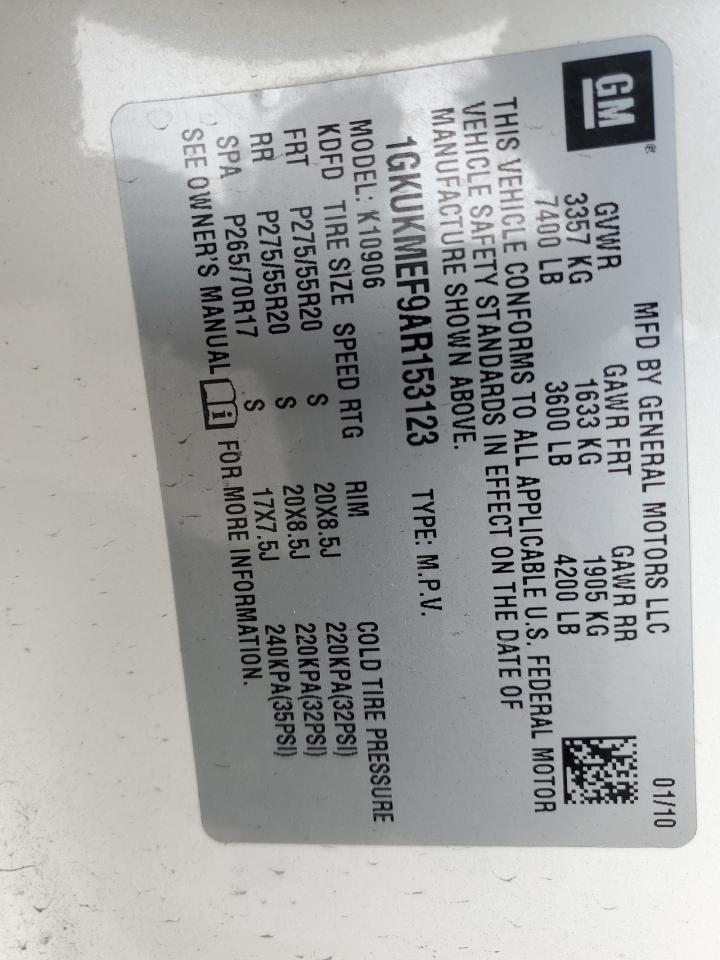 GM®
MFD BY GENERAL MOTORS LLC 01/10
GVWR GAWR FRT GAWR RR
3357 KG 1633 KG 1905 KG
7400 LB 3600 LB 4200 LB
THIS VEHICLE CONFORMS TO ALL APPLICABLE U.S. FEDERAL MOTOR
VEHICLE SAFETY STANDARDS IN EFFECT ON THE DATE OF
MANUFACTURE SHOWN ABOVE.
1GKUKMEF9AR153123 TYPE: M.P.V.
MODEL: K10906
KDFD TIRE SIZE SPEED RTG RIM COLD TIRE PRESSURE
FRT P275/55R20 S 20X8.5J 220KPA(32PSI)
RR P275/55R20 S 20X8.5J 220KPA(32PSI)
SPA P265/70R17 S 17X7.5J 240KPA(35PSI)
SEE OWNER'S MANUAL i FOR MORE INFORMATION.